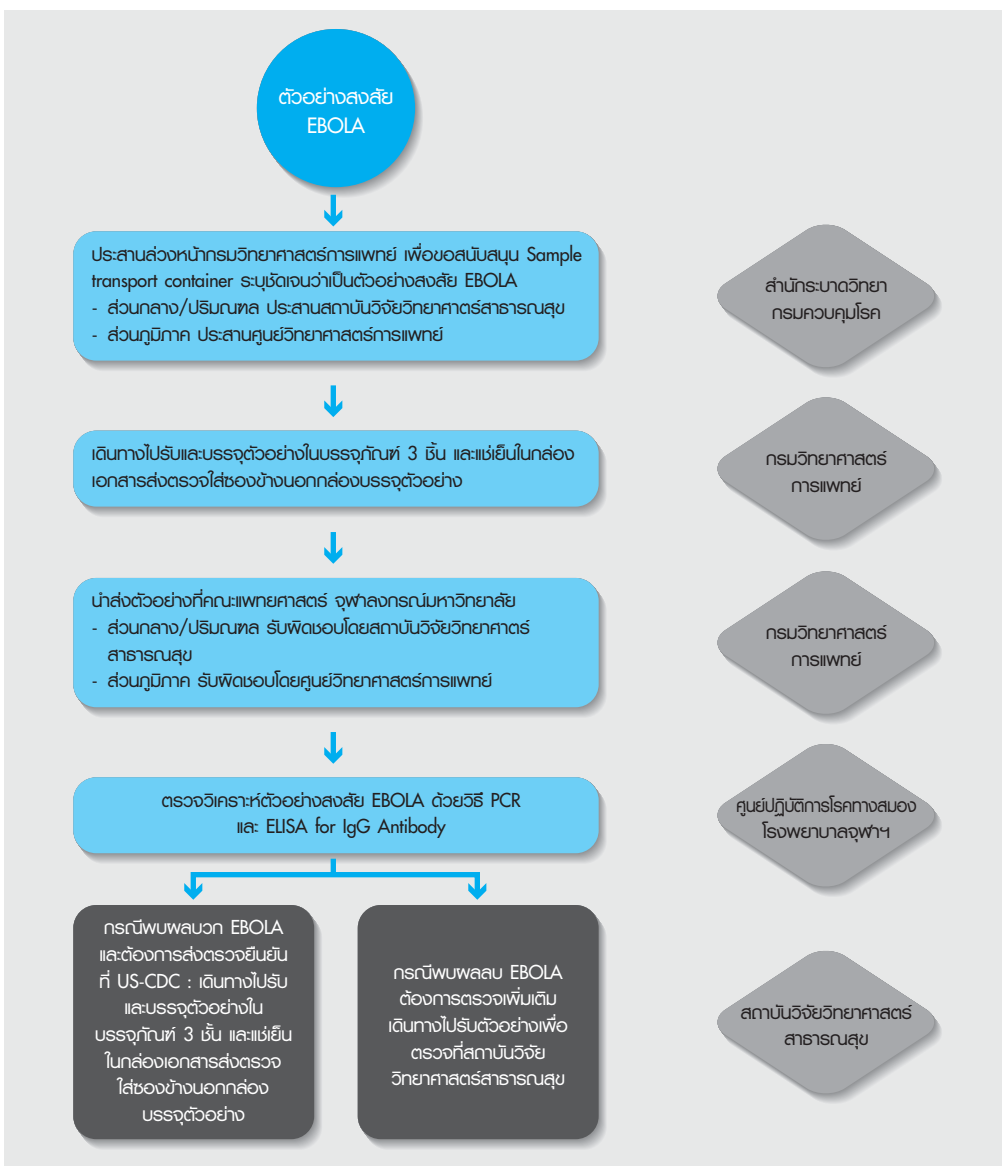 ตัวอย่างสงสัย
EBOLA
ประสานล่วงหน้ากรมวิทยาศาสตร์การแพทย์ เพื่อขอสนับสนุน Sample
transport container ระบุชัดเจนว่าเป็นตัวอย่างสงสัย EBOLA
- ส่วนกลาง/ปริมณฑล ประสานสถาบันวิจัยวิทยาศาตร์สาธารณสุข
- ส่วนภูมิภาค ประสานศูนย์วิทยาศาสตร์การแพทย์
สำนักระบาดวิทยา
กรมควบคุมโรค
เดินทางไปรับและบรรจุตัวอย่างในบรรจุภัณฑ์ 3 ชั้น และแช่เย็นในกล่อง
เอกสารส่งตรวจใส่ซองข้างนอกกล่องบรรจุตัวอย่าง
กรมวิทยาศาสตร์
การแพทย์
นำส่งตัวอย่างที่คณะแพทยศาสตร์ จุฬาลงกรณ์มหาวิทยาลัย
- ส่วนกลาง/ปริมณฑล รับผิดชอบโดยสถาบันวิจัยวิทยาศาตร์
สาธารณสุข
- ส่วนภูมิภาค รับผิดชอบโดยศูนย์วิทยาศาสตร์การแพทย์
กรมวิทยาศาสตร์
การแพทย์
ตรวจวิเคราะห์ตัวอย่างสงสัย EBOLA ด้วยวิธี PCR
และ ELISA for IgG Antibody
ศูนย์ปฏิบัติการโรคทางสมอง
โรงพยาบาลจุฬาฯ
กรณีพบผลบวก EBOLA
และต้องการส่งตรวจยืนยัน
ที่ US-CDC : เดินทางไปรับ
และบรรจุตัวอย่างใน
บรรจุภัณฑ์ 3 ชั้น และแช่เย็น
ในกล่องเอกสารส่งตรวจ
ใส่ซองข้างนอกกล่อง
บรรจุตัวอย่าง
กรณีพบผลลบ EBOLA
ต้องการตรวจเพิ่มเติม
เดินทางไปรับตัวอย่างเพื่อ
ตรวจที่สถาบันวิจัย
วิทยาศาสตร์สาธารณสุข
สถาบันวิจัยวิทยาศาสตร์
สาธารณสุข